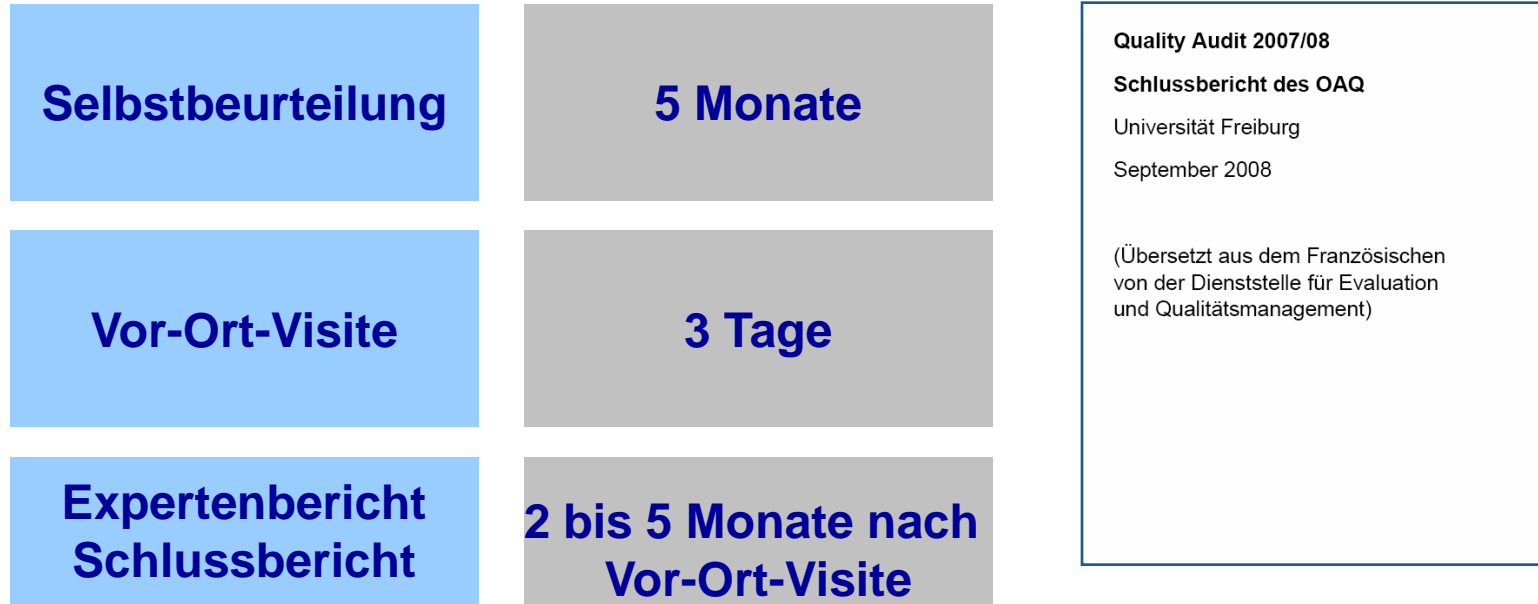 Selbstbeurteilung
5 Monate
Vor-Ort-Visite
3 Tage
Expertenbericht
Schlussbericht
2 bis 5 Monate nach
Vor-Ort-Visite
Quality Audit 2007/08
Schlussbericht des OAQ
Universität Freiburg
September 2008
(Übersetzt aus dem Französischen
von der Dienststelle für Evaluation
und Qualitätsmanagement)